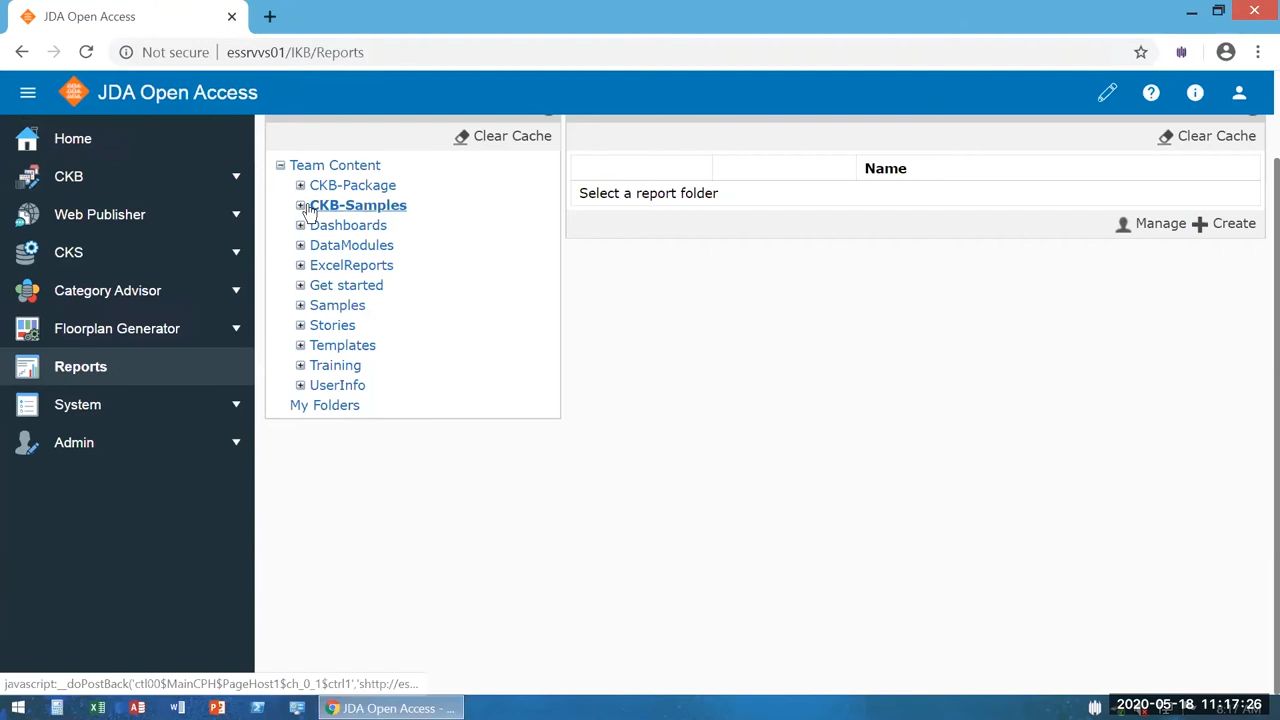 JDA Open Access
Not secure
essrvvs01/IKB/Reports
JDA Open Access
Home
CKB
Web Publisher
CKS
Category Advisor
Floorplan Generator
Reports
System
Admin
Clear Cache
Team Content
CKB-Package
CKB-Samples
Dashboards
DataModules
ExcelReports
Get started
Samples
Stories
Templates
Training
UserInfo
My Folders
Clear Cache
Name
Select a report folder
Manage Create
javascript:__doPostBack('ctl00$MainCPH$PageHost1$ch_0_1$ctrl1','shttp://es...
JDA Open Access - ...
2020-05-18 11:17:26